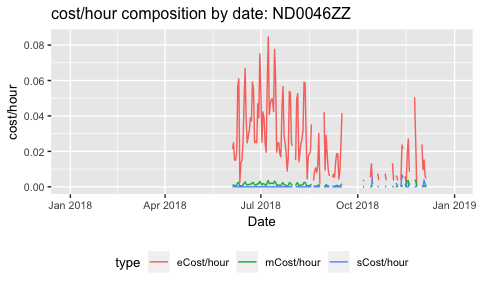 cost/hour composition by date: ND0046ZZ
cost/hour
0.08
0.06
0.04
0.02
0.00
Jan 2018 Apr 2018 Jul 2018 Oct 2018 Jan 2019
Date
type eCost/hour mCost/hour sCost/hour